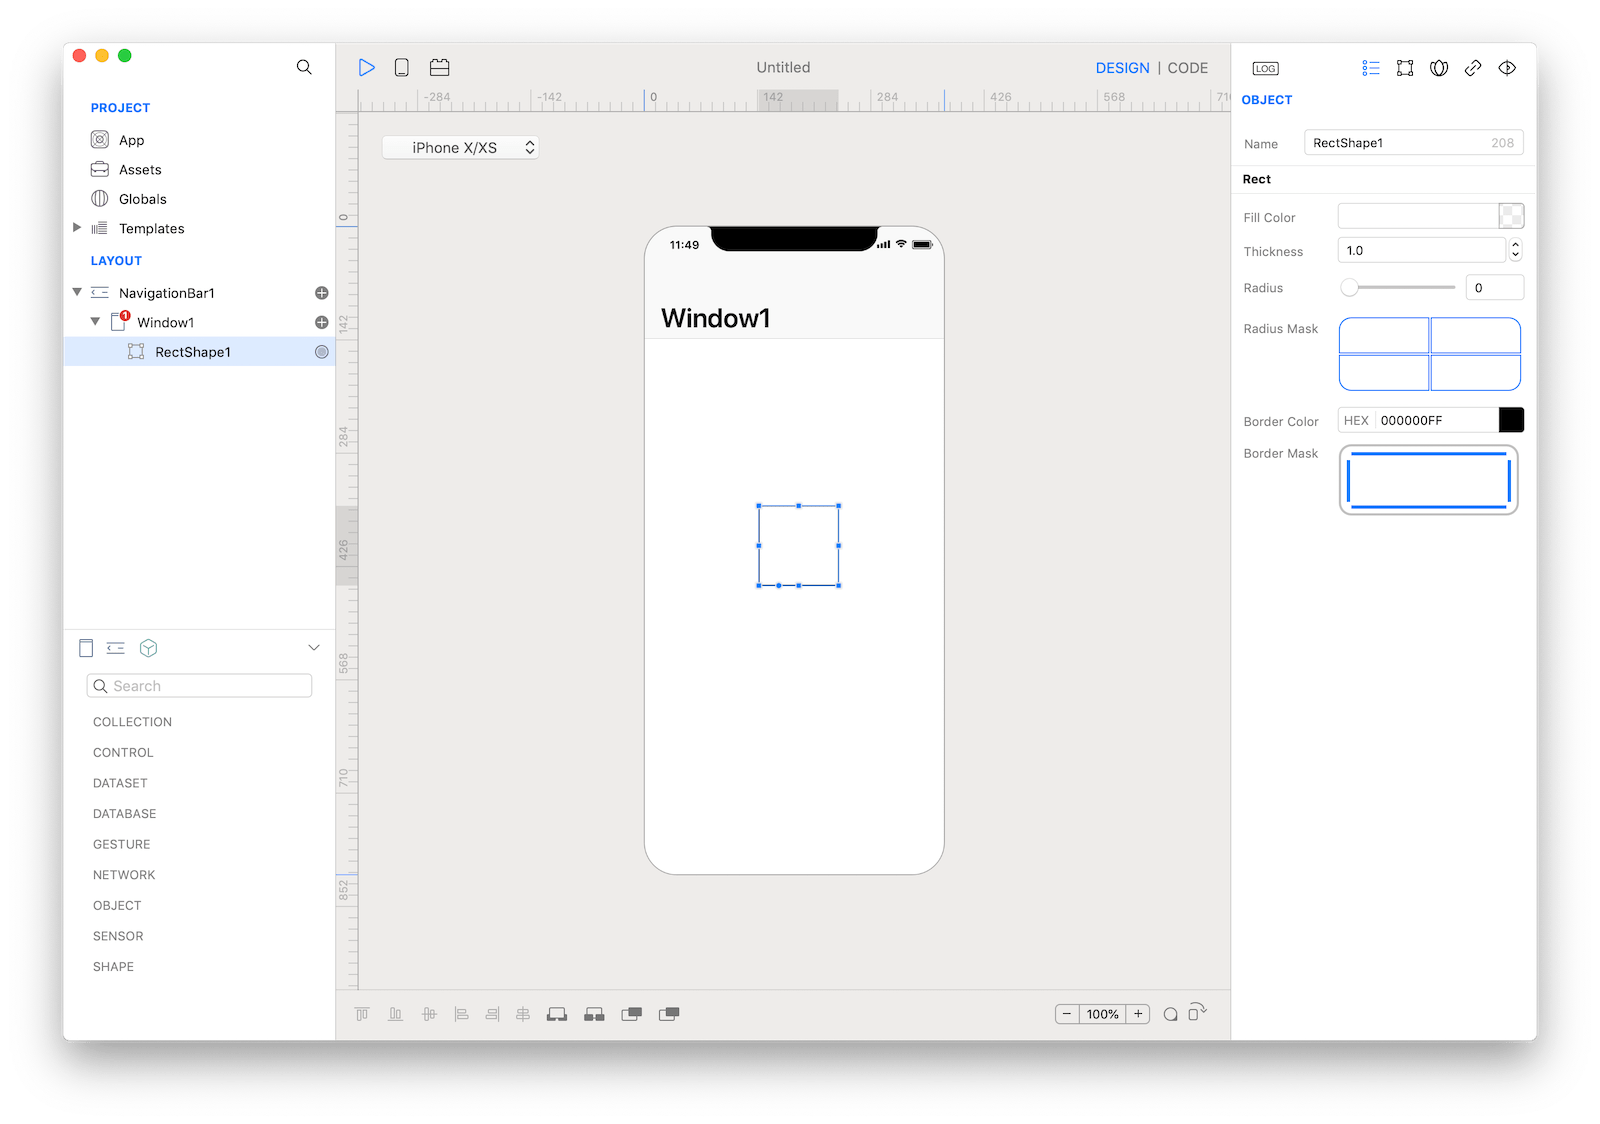 PROJECT
App
Assets
Globals
Templates
LAYOUT
NavigationBar1
1
Window1
RectShape1
Search
COLLECTION
CONTROL
DATASET
DATABASE
GESTURE
NETWORK
OBJECT
SENSOR
SHAPE
Untitled
DESIGN | CODE
-284 -142 0 142 284 426 568 710
iPhone X/XS
0
142
284
426
568
710
852
11:49
Window1
100%
LOG
OBJECT
Name RectShape1 208
Rect
Fill Color
Thickness 1.0
Radius 0
Radius Mask
Border Color HEX 000000FF
Border Mask